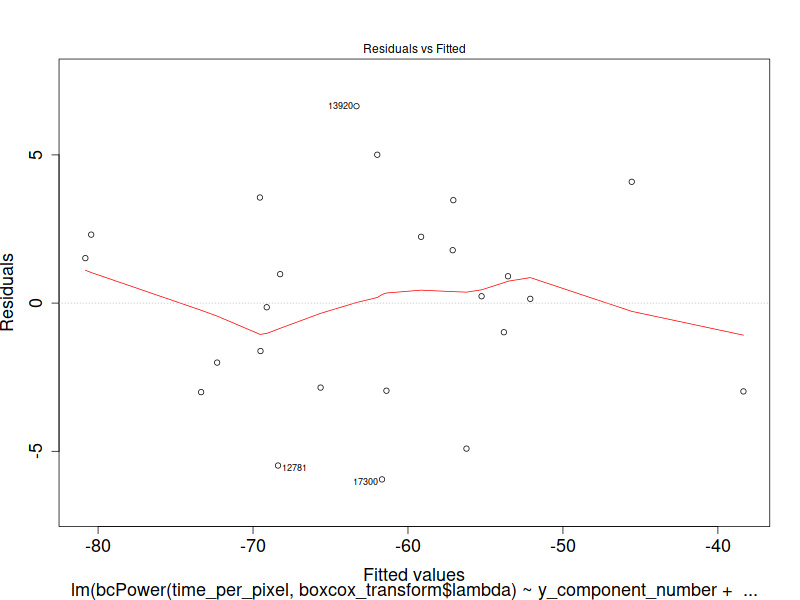 Residuals vs Fitted
Residuals
5
0
-5
13920
12781
17300
-80 -70 -60 -50 -40
Fitted values
lm(bcPower(time_per_pixel, boxcox_transform$lambda) ~ y_component_number + ...